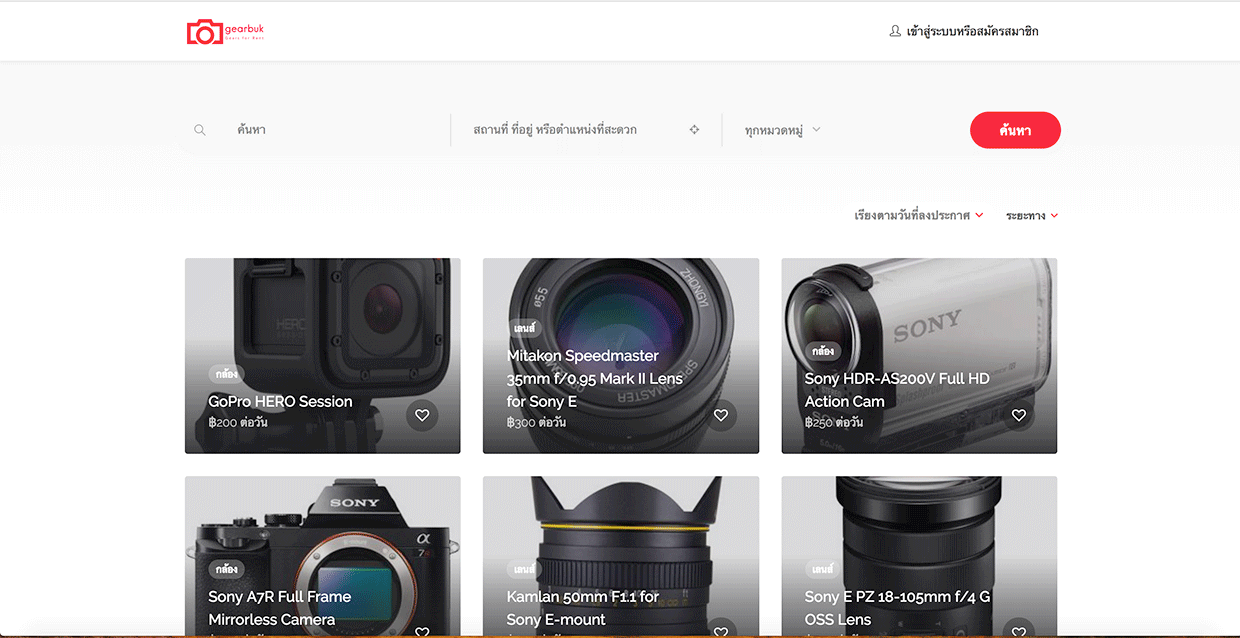 gearbuk
Gears for Rent
เข้าสู่ระบบหรือสมัครสมาชิก
ค้นหา
สถานที่ ที่อยู่ หรือตำแหน่งที่สะดวก
ทุกหมวดหมู่
ค้นหา
เรียงตามวันที่ลงประกาศ
ระยะทาง
HERO
SESSION
กล้อง
GoPro HERO Session
฿200 ต่อวัน
ø55
ZHONGYI
SPEEDMASTER
เลนส์
Mitakon Speedmaster
35mm f/0.95 Mark II Lens
for Sony E
฿300 ต่อวัน
SONY
กล้อง
Sony HDR-AS200V Full HD
Action Cam
฿250 ต่อวัน
SONY
α
7
กล้อง
Sony A7R Full Frame
Mirrorless Camera
เลนส์
Kamlan 50mm F1.1 for
Sony E-mount
เลนส์
Sony E PZ 18-105mm f/4 G
OSS Lens